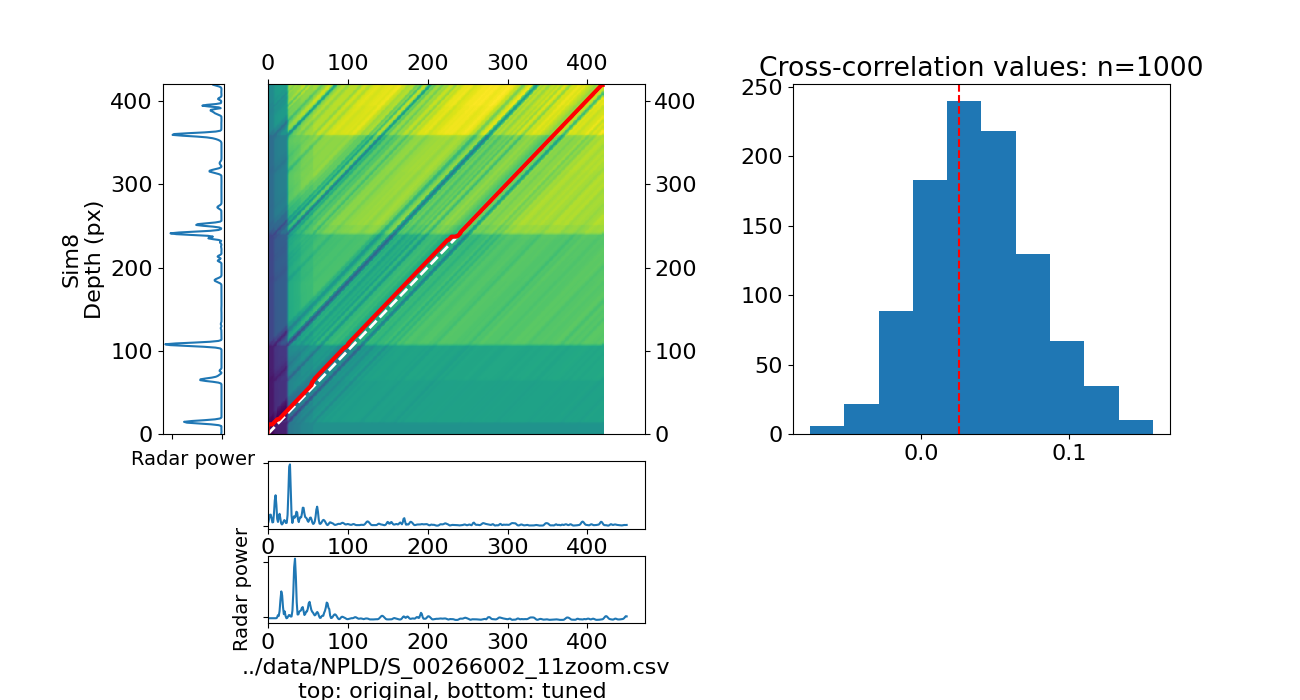 0 100 200 300 400
Cross-correlation values: n=1000
400 400
300 300
200 200
100 100
0 0
Sim8
Depth (px)
Radar power
250
200
150
100
50
0
0.0 0.1
0 100 200 300 400
Radar power
0 100 200 300 400
../data/NPLD/S_00266002_11zoom.csv
top: original, bottom: tuned